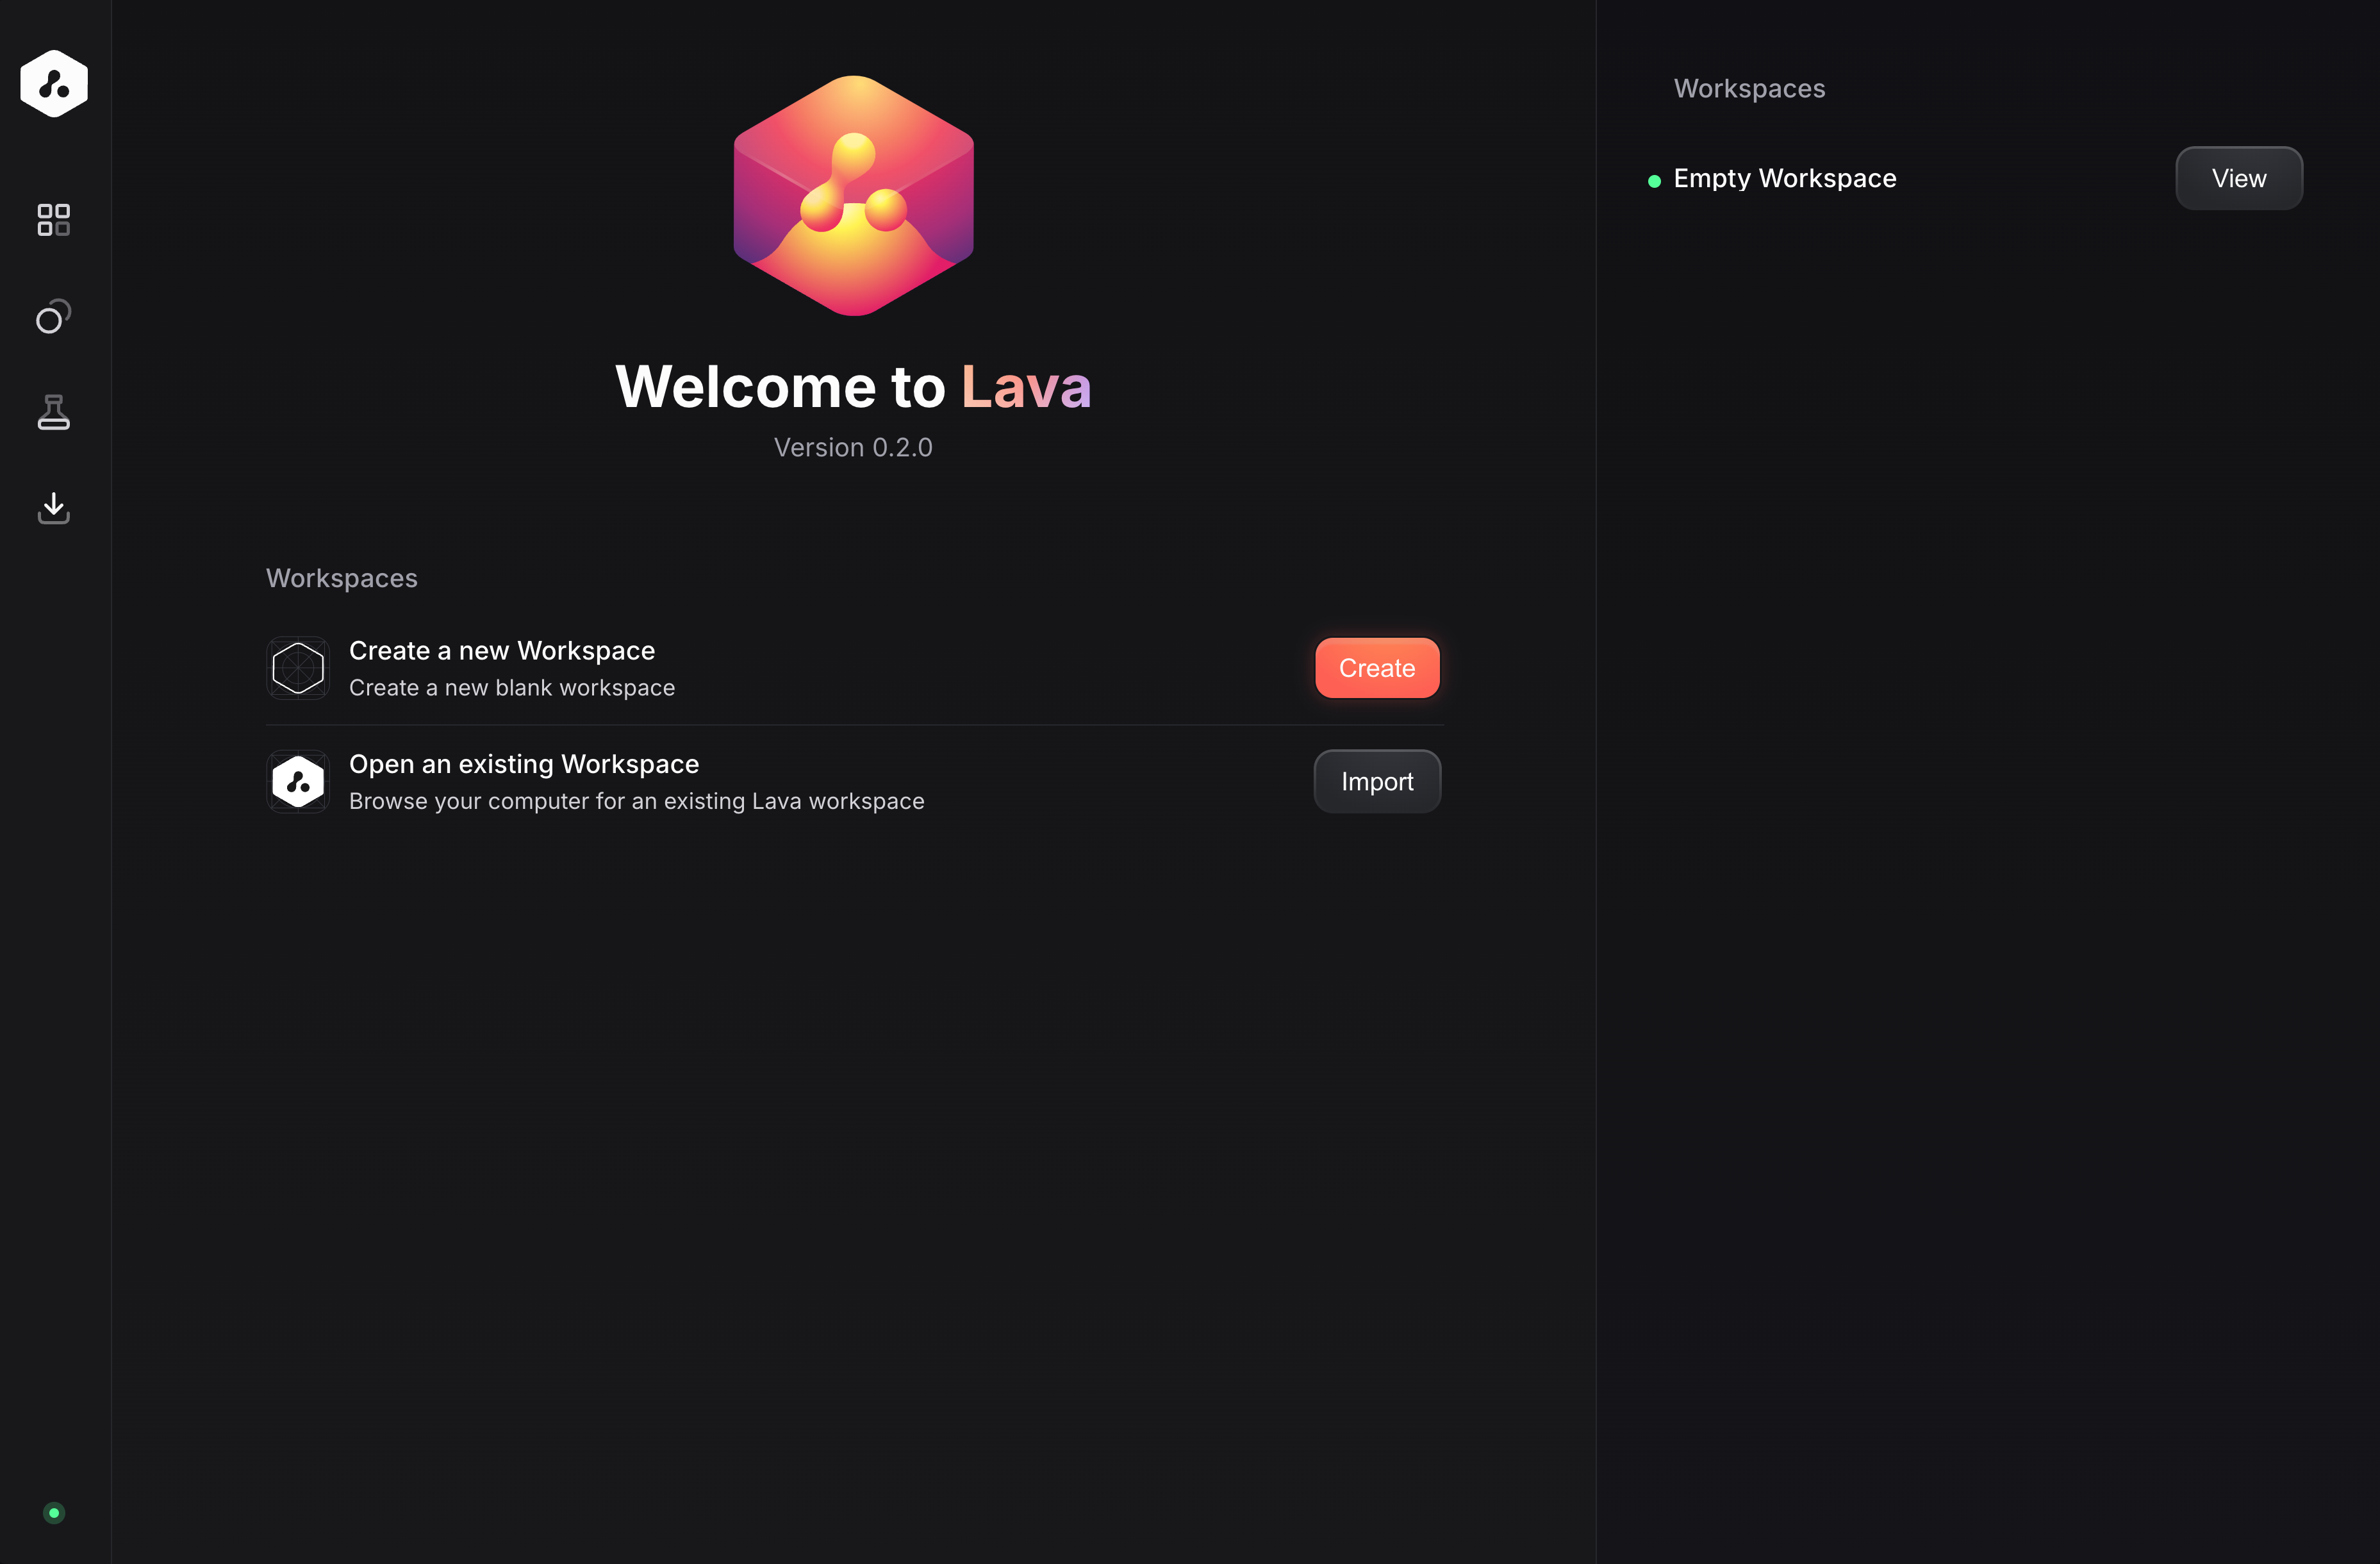 Welcome to Lava
Version 0.2.0
Workspaces
Create a new Workspace
Create a new blank workspace
Create
Open an existing Workspace
Browse your computer for an existing Lava workspace
Import
Workspaces
Empty Workspace
View